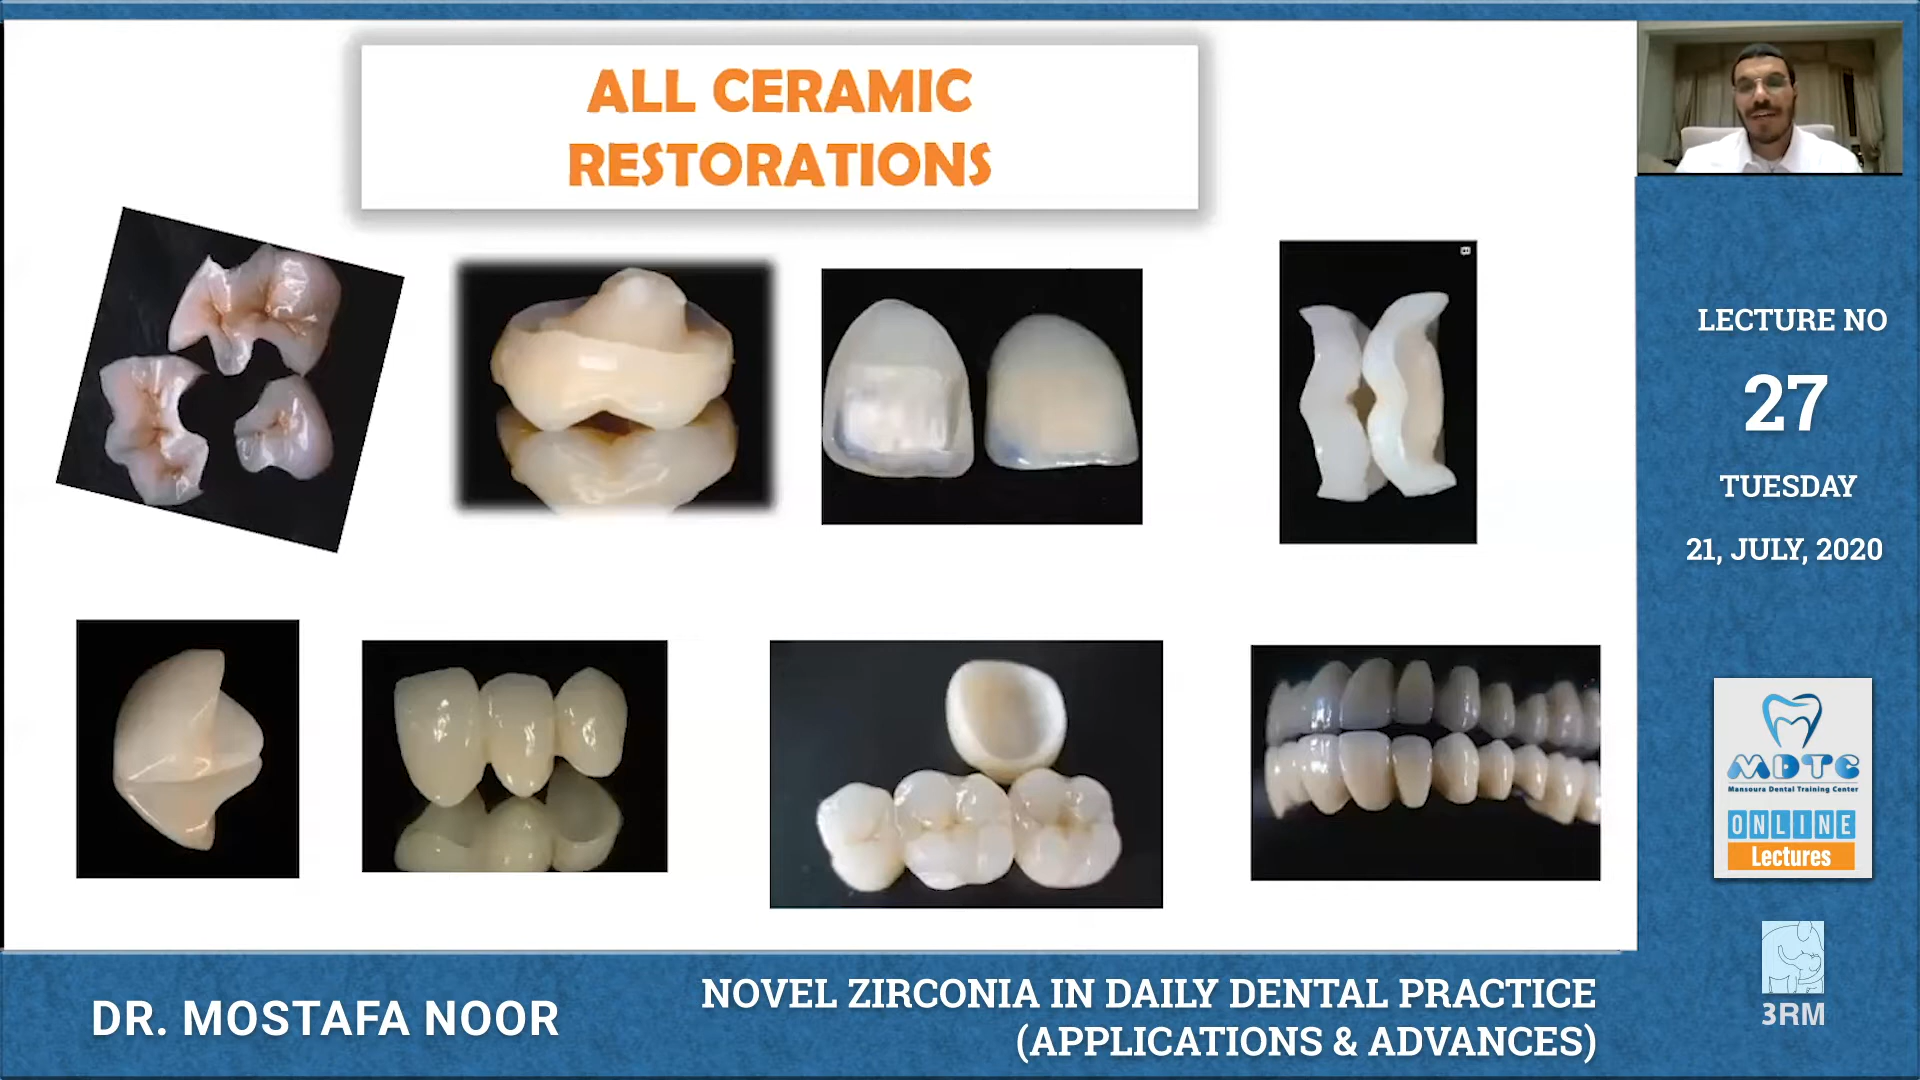 ALL CERAMIC
RESTORATIONS
LECTURE NO
27
TUESDAY
21, JULY, 2020
MDTC
Mansoura Dental Training Center
ONLINE
Lectures
3RM
DR. MOSTAFA NOOR
NOVEL ZIRCONIA IN DAILY DENTAL PRACTICE
(APPLICATIONS & ADVANCES)